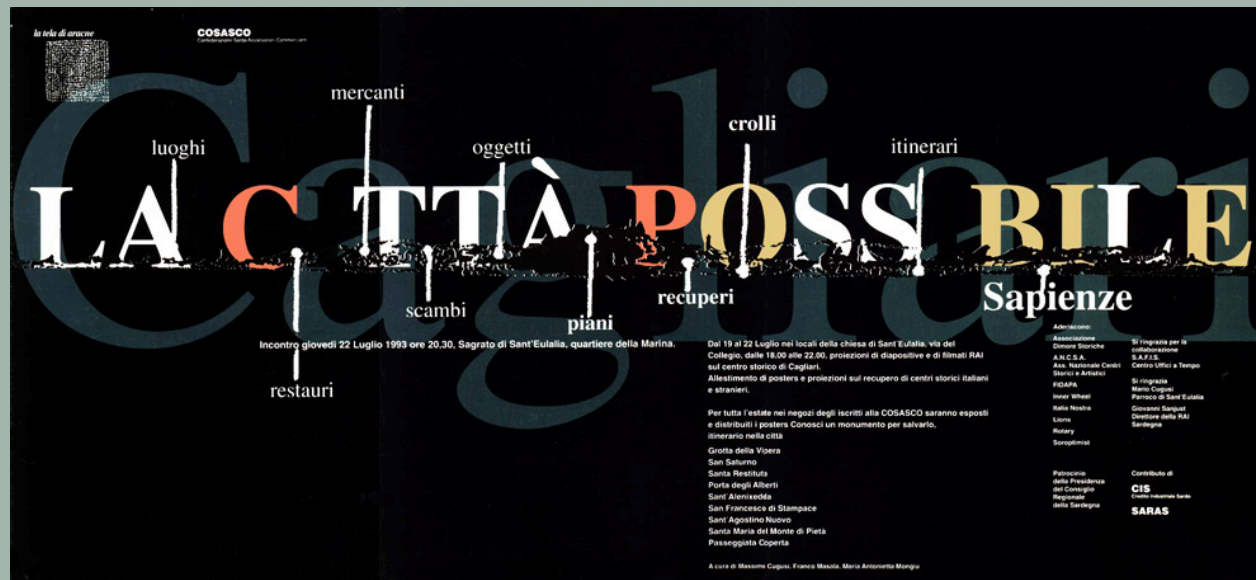 la tela di aracne
COSASCO
Confederazione Sarda Associazioni Commercianti
Cagliari
mercanti
luoghi
oggetti
crolli
itinerari
LA C TTÀ POSS BILE
scambi
piani
recuperi
Sapienze
restauri
Incontro giovedì 22 Luglio 1993 ore 20.30, Sagrato di Sant'Eulalia, quartiere della Marina.
Dal 19 al 22 Luglio nei locali della chiesa di Sant'Eulalia, via del
Collegio, dalle 18,00 alle 22.00, proiezioni di diapositive e di filmati RAI
sul centro storico di Cagliari.
Allestimento di posters e proiezioni sul recupero di centri storici italiani
e stranieri.
Per tutta l'estate nei negozi degli iscritti alla COSASCO saranno esposti
e distribuiti i posters Conosci un monumento per salvarlo,
itinerario nella città
Grotta della Vipera
San Saturno
Santa Restituta
Porta degli Alberti
Sant'Alenixedda
San Francesco di Stampace
Sant'Agostino Nuovo
Santa Maria del Monte di Pietà
Passeggiata Coperta
A cura di Massimo Cugusi, Franco Masala, Maria Antonietta Mongiu
Aderiscono:
Associazione
Dimore Storiche
A.N.C.S.A.
Ass. Nazionale Centri
Storici e Artistici
FIDAPA
Inner Wheel
Italia Nostra
Lions
Rotary
Soroptimist
Si ringrazia per la
collaborazione
S.A.F.I.S.
Centro Uffici a Tempo
Si ringrazia
Mario Cugusi
Parroco di Sant'Eulalia
Giovanni Sanjust
Direttore della RAI
Sardegna
Patrocinio
della Presidenza
del Consiglio
Regionale
della Sardegna
Contributo di
CIS
Credito Industriale Sardo
SARAS